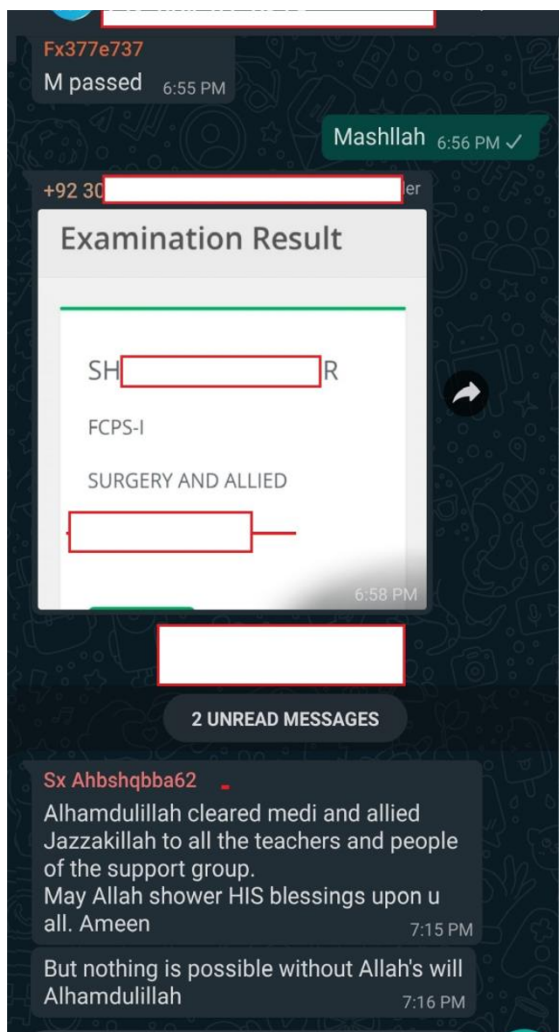 Fx377e737
M passed 6:55 PM
Mashllah 6:56 PM
+92 30 ler
Examination Result
SH R
FCPS-I
SURGERY AND ALLIED
6:58 PM
2 UNREAD MESSAGES
Sx Ahbshqbba62
Alhamdulillah cleared medi and allied
Jazzakillah to all the teachers and people
of the support group.
May Allah shower HIS blessings upon u
all. Ameen 7:15 PM
But nothing is possible without Allah's will
Alhamdulillah 7:16 PM